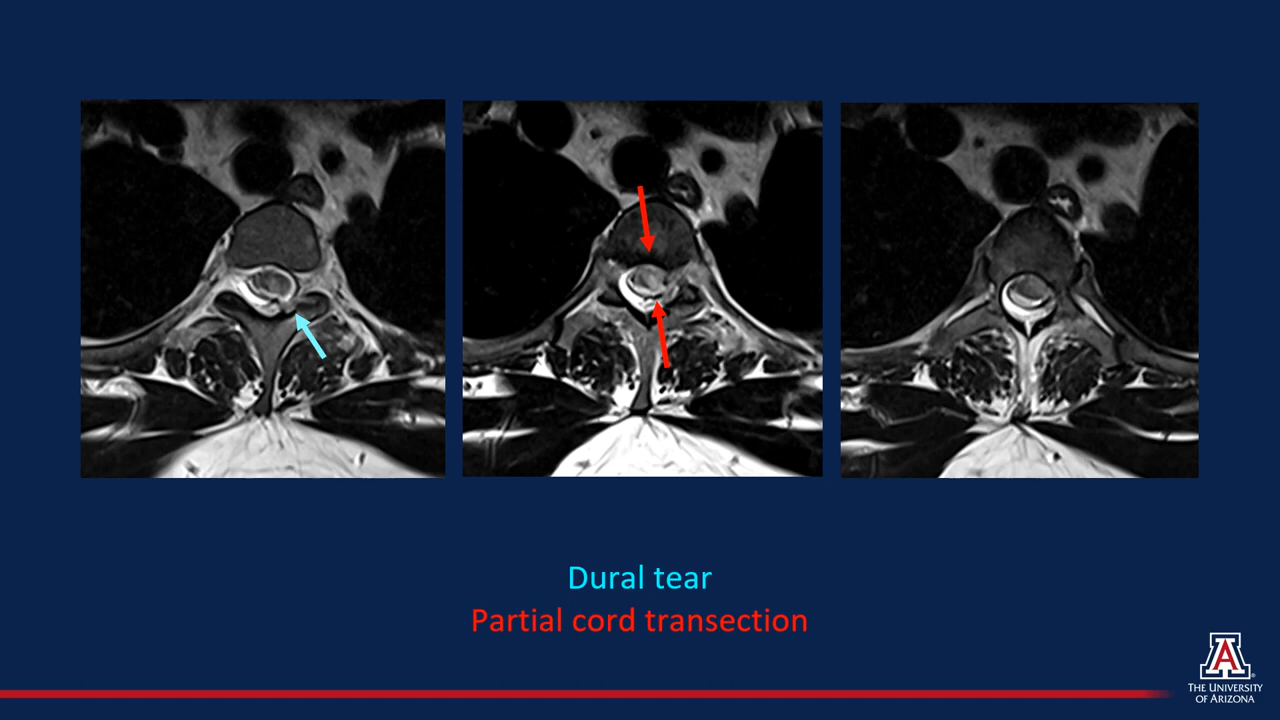 Dural tear
Partial cord transection
A
THE UNIVERSITY
OF ARIZONA